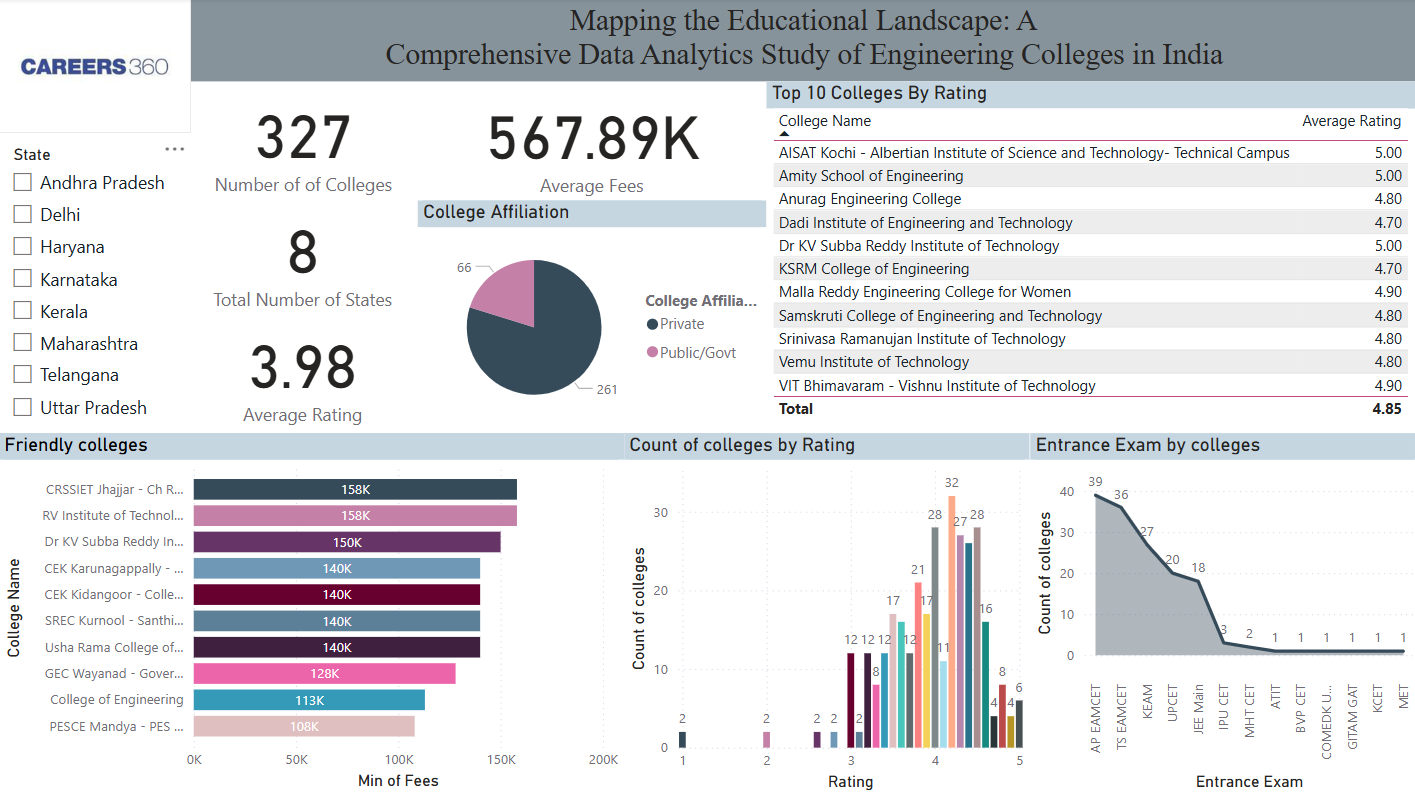 Mapping the Educational Landscape: A
Comprehensive Data Analytics Study of Engineering Colleges in India
CAREERS360
State
Andhra Pradesh
Delhi
Haryana
Karnataka
Kerala
Maharashtra
Telangana
Uttar Pradesh
327
Number of of Colleges
8
Total Number of States
3.98
Average Rating
567.89K
Average Fees
College Affiliation
66
261
College Affilia...
Private
Public/Govt
Top 10 Colleges By Rating
College Name Average Rating
AISAT Kochi - Albertian Institute of Science and Technology- Technical Campus 5.00
Amity School of Engineering 5.00
Anurag Engineering College 4.80
Dadi Institute of Engineering and Technology 4.70
Dr KV Subba Reddy Institute of Technology 5.00
KSRM College of Engineering 4.70
Malla Reddy Engineering College for Women 4.90
Samskruti College of Engineering and Technology 4.80
Srinivasa Ramanujan Institute of Technology 4.80
Vemu Institute of Technology 4.80
VIT Bhimavaram - Vishnu Institute of Technology 4.90
Total 4.85
Friendly colleges
College Name
CRSSIET Jhajjar - Ch R... 158K
RV Institute of Technol... 158K
Dr KV Subba Reddy In... 150K
CEK Karunagappally - ... 140K
CEK Kidangoor - Colle... 140K
SREC Kurnool - Santhi... 140K
Usha Rama College of... 140K
GEC Wayanad - Gover... 128K
College of Engineering 113K
PESCE Mandya - PES ... 108K
0K 50K 100K 150K 200K
Min of Fees
Count of colleges by Rating
Count of colleges
30
20
10
0
2 2 2 2 12 2 12 8 12 17 12 21 17 28 11 32 27 28 16 4 8 4 6
1 2 3 4 5
Rating
Entrance Exam by colleges
Count of colleges
40
30
20
10
0
39 36 27 20 18 3 2 1 1 1 1 1 1
AP EAMCET
TS EAMCET
KEAM
UPCET
JEE Main
IPU CET
MHT CET
ATIT
BVP CET
COMEDK U...
GITAM GAT
KCET
MET
Entrance Exam